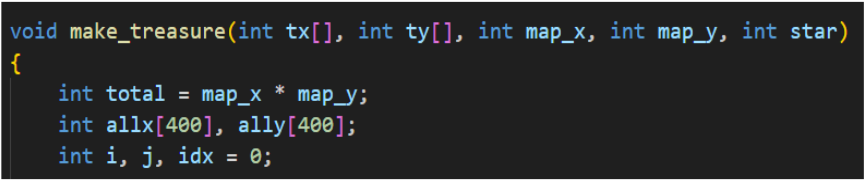 void make_treasure(int tx[], int ty[], int map_x, int map_y, int star)
{
    int total = map_x * map_y;
    int allx[400], ally[400];
    int i, j, idx = 0;